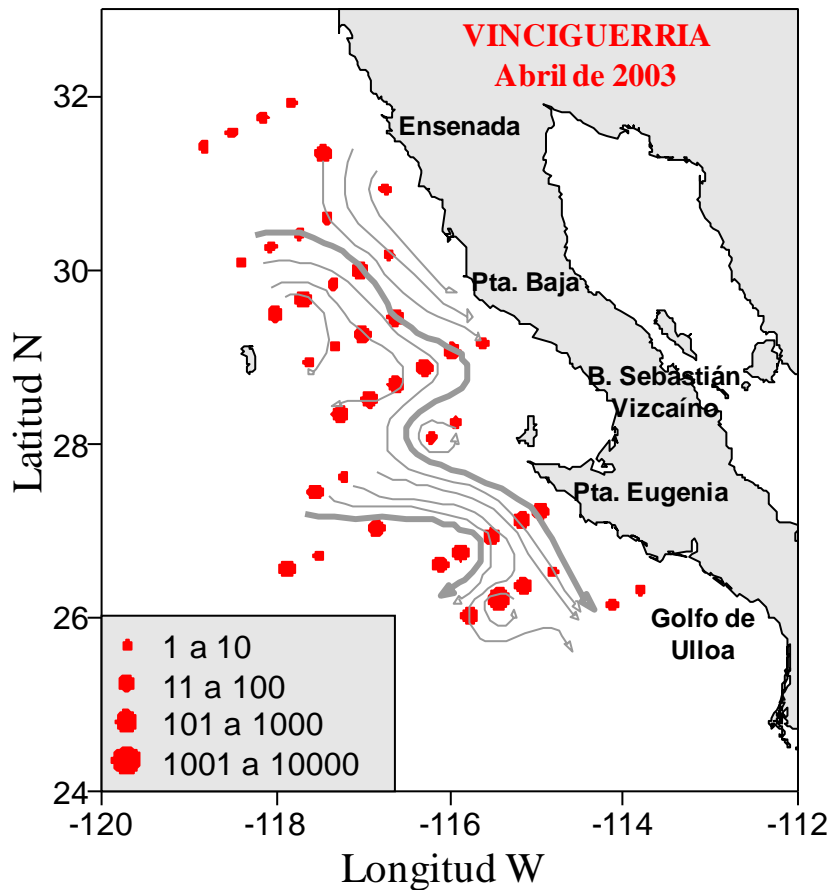 VINCIGUERRIA
Abril de 2003
32
Ensenada
30
Pta. Baja
B. Sebastián
Vizcaíno
28
Pta. Eugenia
26
Golfo de
Ulloa
1 a 10
11 a 100
101 a 1000
1001 a 10000
24
-120
-118
-116
-114
-112
Latitud N
Longitud W